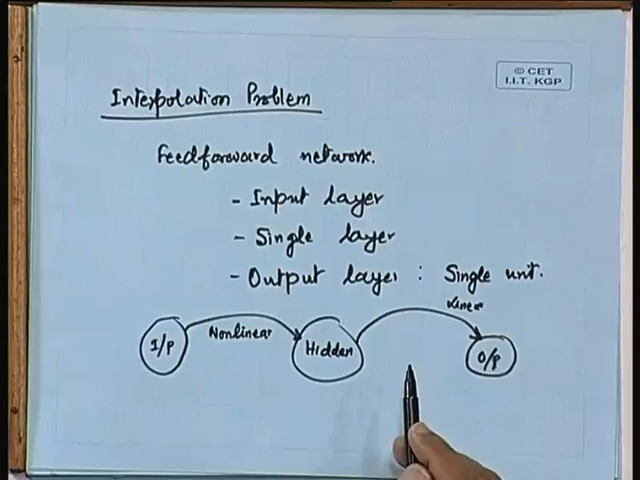 © CET
I.I.T. KGP
Interpolation Problem
Feedforward network.
- Input layer
- Single layer
- Output layer : Single unit.
I/P Nonlinear Hidden Linear O/P